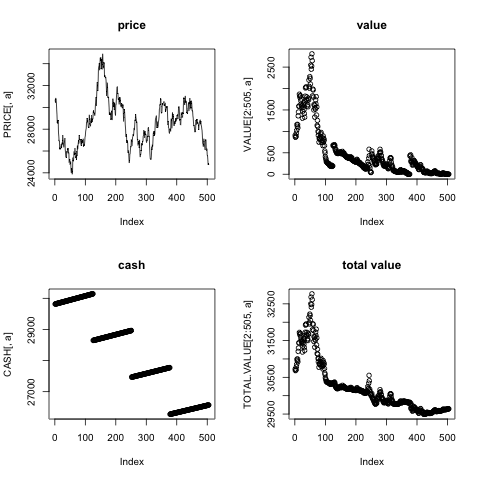 price
PRICE[, a]
24000 28000 32000
0 100 200 300 400 500
Index
value
VALUE[2:505, a]
0 500 1500 2500
0 100 200 300 400 500
Index
cash
CASH[, a]
27000 29000
0 100 200 300 400 500
Index
total value
TOTAL.VALUE[2:505, a]
29500 30500 31500 32500
0 100 200 300 400 500
Index